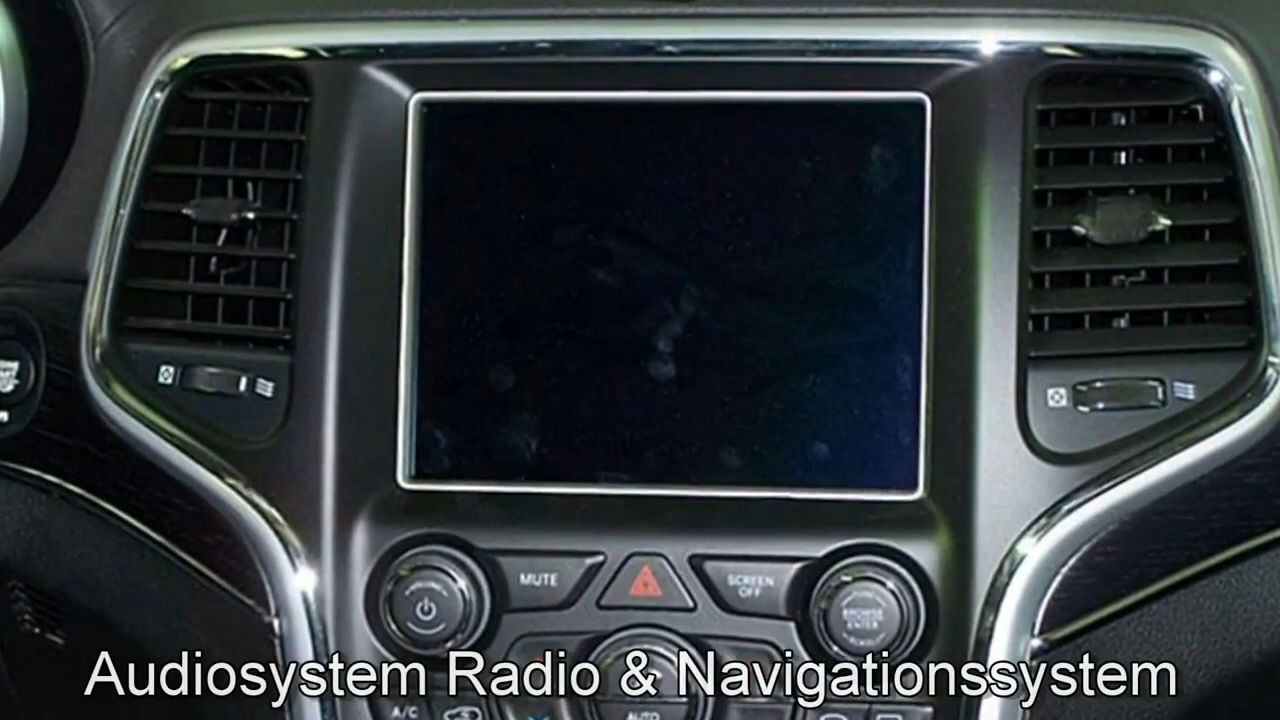 MUTE
SCREEN
OFF
BROWSE
ENTER
Audiosystem Radio & Navigationssystem
A/C
AUTO